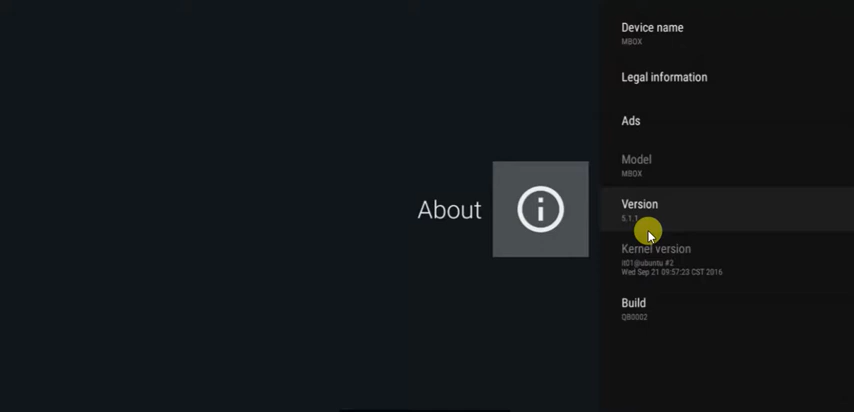 Device name
MBOX
Legal information
Ads
Model
MBOX
About
Version
5.1.1
Kernel version
it01@ubuntu #2
Wed Sep 21 09:57:23 CST 2016
Build
QB0002